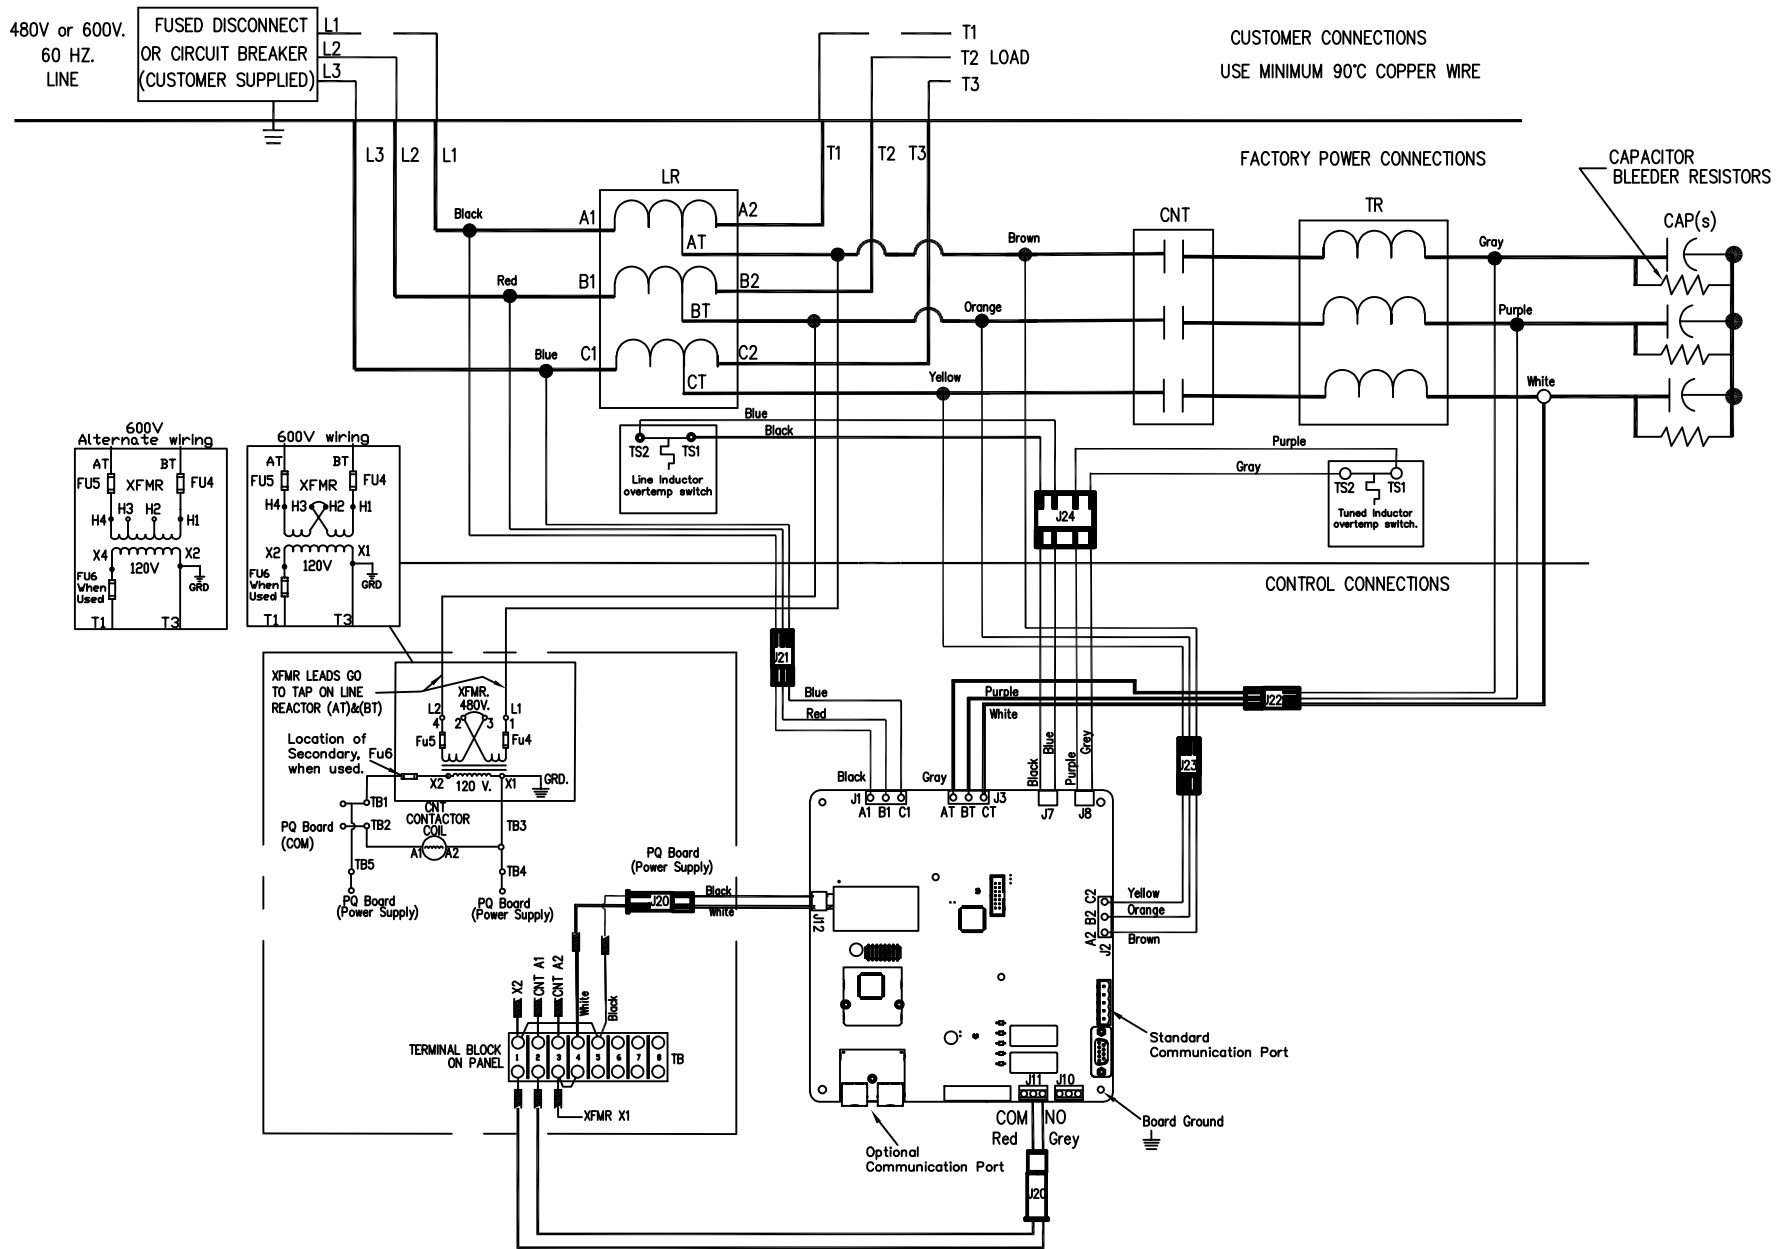 480V or 600V.
60 HZ.
LINE
FUSED DISCONNECT
OR CIRCUIT BREAKER
(CUSTOMER SUPPLIED)
L1
L2
L3
T1
T2 LOAD
T3
CUSTOMER CONNECTIONS
USE MINIMUM 90°C COPPER WIRE
L3
L2
L1
T1
T2
T3
FACTORY POWER CONNECTIONS
CAPACITOR
BLEEDER RESISTORS
LR
CNT
TR
CAP(s)
Black
A1
A2
AT
Brown
Gray
Red
B1
B2
BT
Orange
Purple
Blue
C1
C2
CT
Yellow
White
600V
Alternate wiring
AT
BT
FU5
XFMR
FU4
H4
H3
H2
H1
X4
X2
120V
FU6
When
Used
GRD
T1
T3
600V wiring
AT
BT
FU5
XFMR
FU4
H4
H3
H2
H1
X2
X1
120V
FU6
When
Used
GRD
T1
T3
Blue
Black
TS2
TS1
Line Inductor
overtemp switch
Purple
Gray
TS2
TS1
Tuned Inductor
overtemp switch.
J24
CONTROL CONNECTIONS
J21
XFMR LEADS GO
TO TAP ON LINE
REACTOR (AT)&(BT)
XFMR.
480V.
L2
L1
4
2
3
1
Fu5
Fu4
Location of
Secondary, Fu6
when used.
X2
120 V.
X1
GRD.
TB1
CNT
CONTACTOR
COIL
PQ Board
(COM)
TB2
TB3
A1
A2
TB5
TB4
PQ Board
(Power Supply)
PQ Board
(Power Supply)
PQ Board
(Power Supply)
J20
Black
White
Blue
Red
Black
Purple
White
Gray
Black
Blue
Purple
Grey
J22
J23
J1
A1
B1
C1
AT
BT
CT
J3
J7
J8
J12
C2
B2
A2
J2
Yellow
Orange
Brown
X2
CNT A1
CNT A2
White
Black
TERMINAL BLOCK
ON PANEL
1
2
3
4
5
6
7
8
TB
XFMR X1
Standard
Communication Port
J11
J10
COM
NO
Red
Grey
Board Ground
Optional
Communication Port
J20